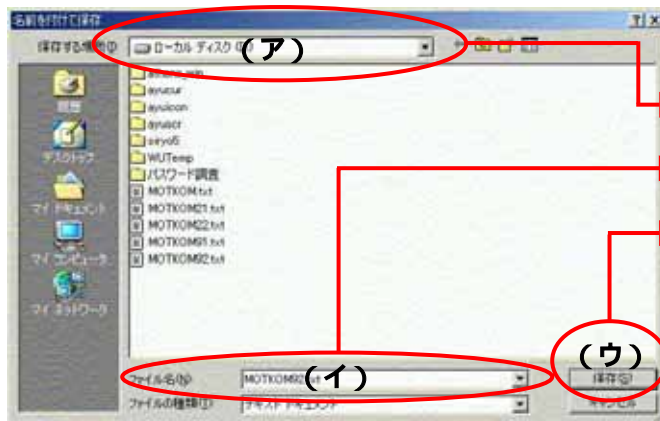 名前を付けて保存
保存する場所(I) ローカル ディスク
(ア)
ayucur
ayuicon
ayuscr
WUTemp
パスワード調査
MOTKOM.txt
MOTKOM21.txt
MOTKOM22.txt
MOTKOM91.txt
MOTKOM92.txt
履歴
デスクトップ
マイ ドキュメント
マイ コンピュータ
マイ ネットワーク
(イ)
(ウ)
ファイル名(N) MOTKOM92.txt
保存(S)
ファイルの種類(T) テキスト ドキュメント
キャンセル